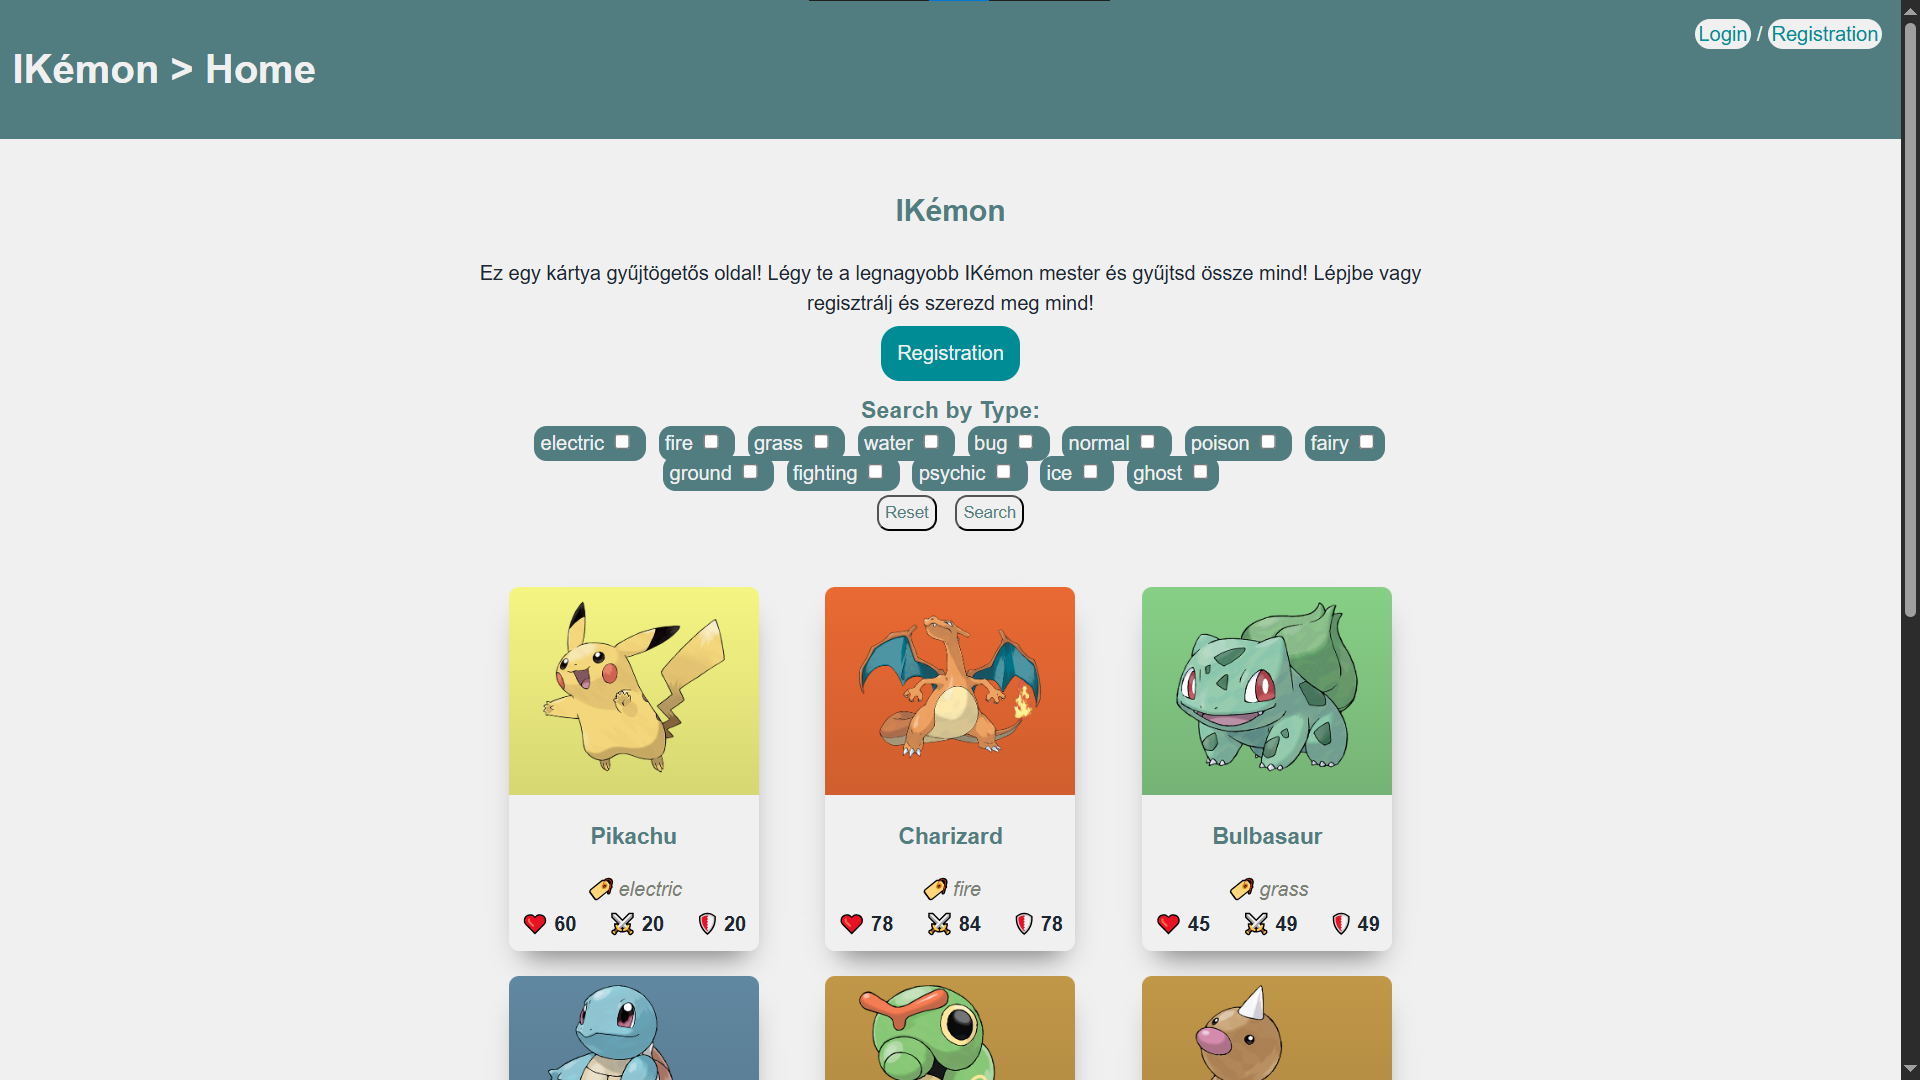 Login / Registration
IKémon > Home
IKémon
Ez egy kártya gyűjtögetős oldal! Légy te a legnagyobb IKémon mester és gyűjtsd össze mind! Lépjbe vagy
regisztrálj és szerezd meg mind!
Registration
Search by Type:
electric fire grass water bug normal poison fairy
ground fighting psychic ice ghost
Reset Search
Pikachu
electric
60 20 20
Charizard
fire
78 84 78
Bulbasaur
grass
45 49 49